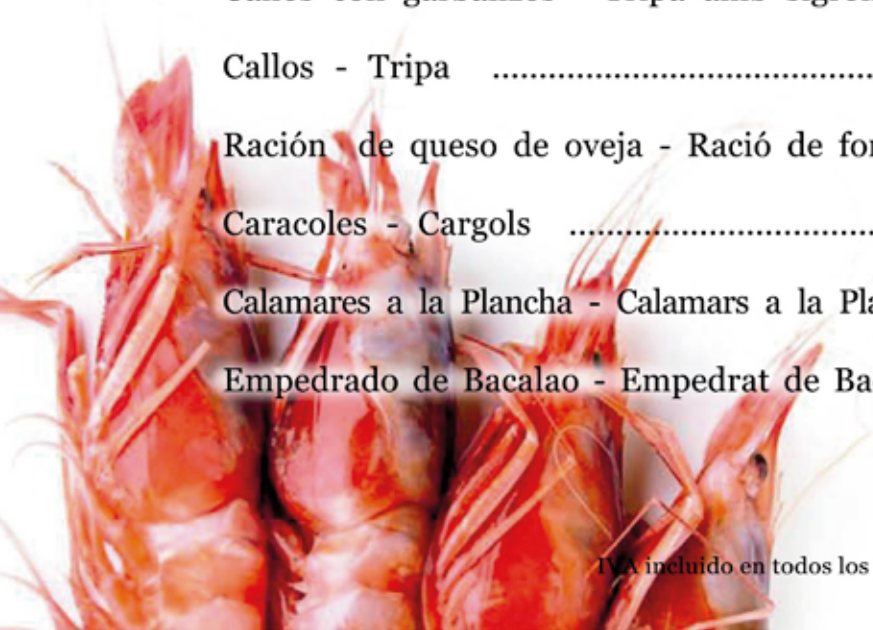 Callos - Tripa ..........................................
Ración de queso de oveja - Ració de for
Caracoles - Cargols .................................
Calamares a la Plancha - Calamars a la Pla
Empedrado de Bacalao - Empedrat de Ba
IVA incluido en todos los